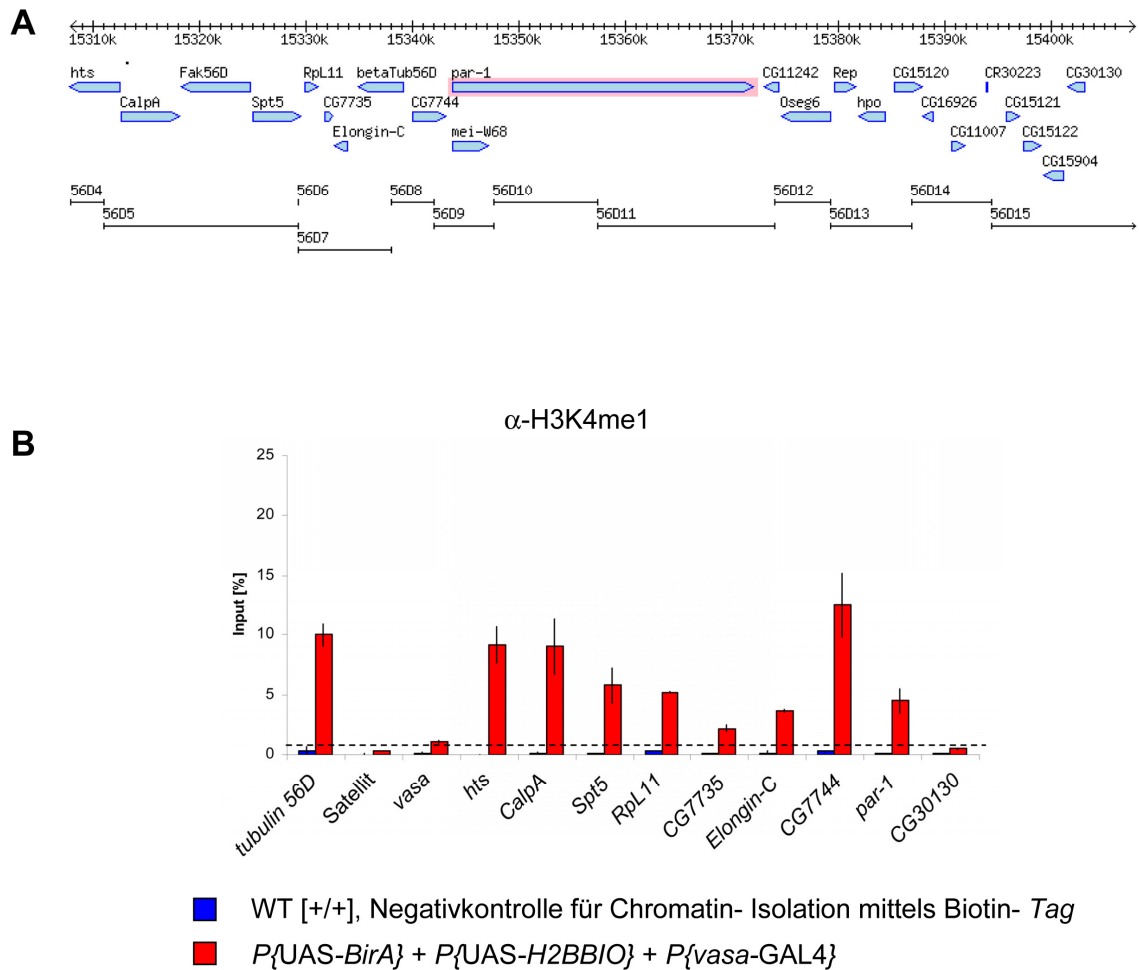 A
15310k 15320k 15330k 15340k 15350k 15360k 15370k 15380k 15390k 15400k
hts Fak56D RpL11 betaTub56D par-1 CG11242 Rep CG15120 CR30223 CG30130
CalpA Spt5 CG7735 CG7744 Oseg6 hpo CG16926 CG15121
Elongin-C mei-W68 CG11007 CG15122
CG15904
56D4 56D6 56D8 56D10 56D12 56D14
56D5 56D9 56D11 56D13 56D15
56D7
α-H3K4me1
B
25
20
15
10
5
0
Input [%]
tubulin 56D
Satellit
vasa
hts
CalpA
Spt5
RpL11
CG7735
Elongin-C
CG7744
par-1
CG30130
WT [+/+], Negativkontrolle für Chromatin- Isolation mittels Biotin- Tag
P{UAS-BirA} + P{UAS-H2BBIO} + P{vasa-GAL4}